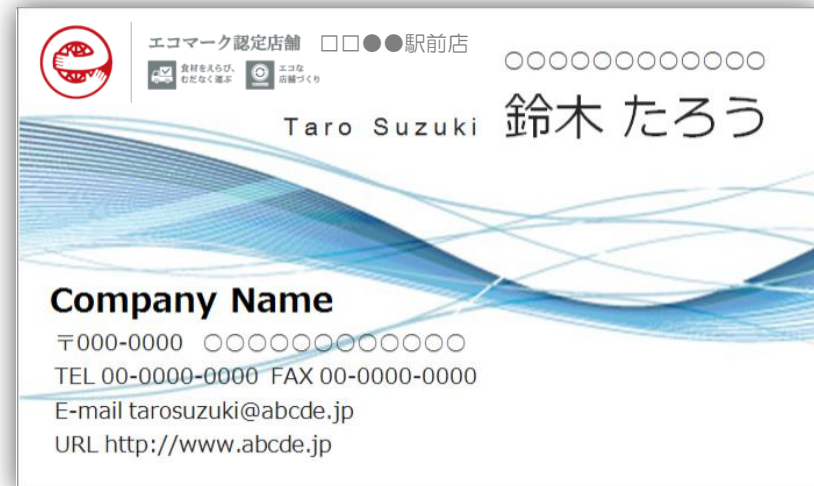 エコマーク認定店舗 □□●●駅前店
食材をえらび、
むだなく運ぶ
エコな
店舗づくり
○○○○○○○○○○○○
Taro Suzuki 鈴木 たろう
Company Name
〒000-0000 ○○○○○○○○○○○○
TEL 00-0000-0000 FAX 00-0000-0000
E-mail tarosuzuki@abcde.jp
URL http://www.abcde.jp